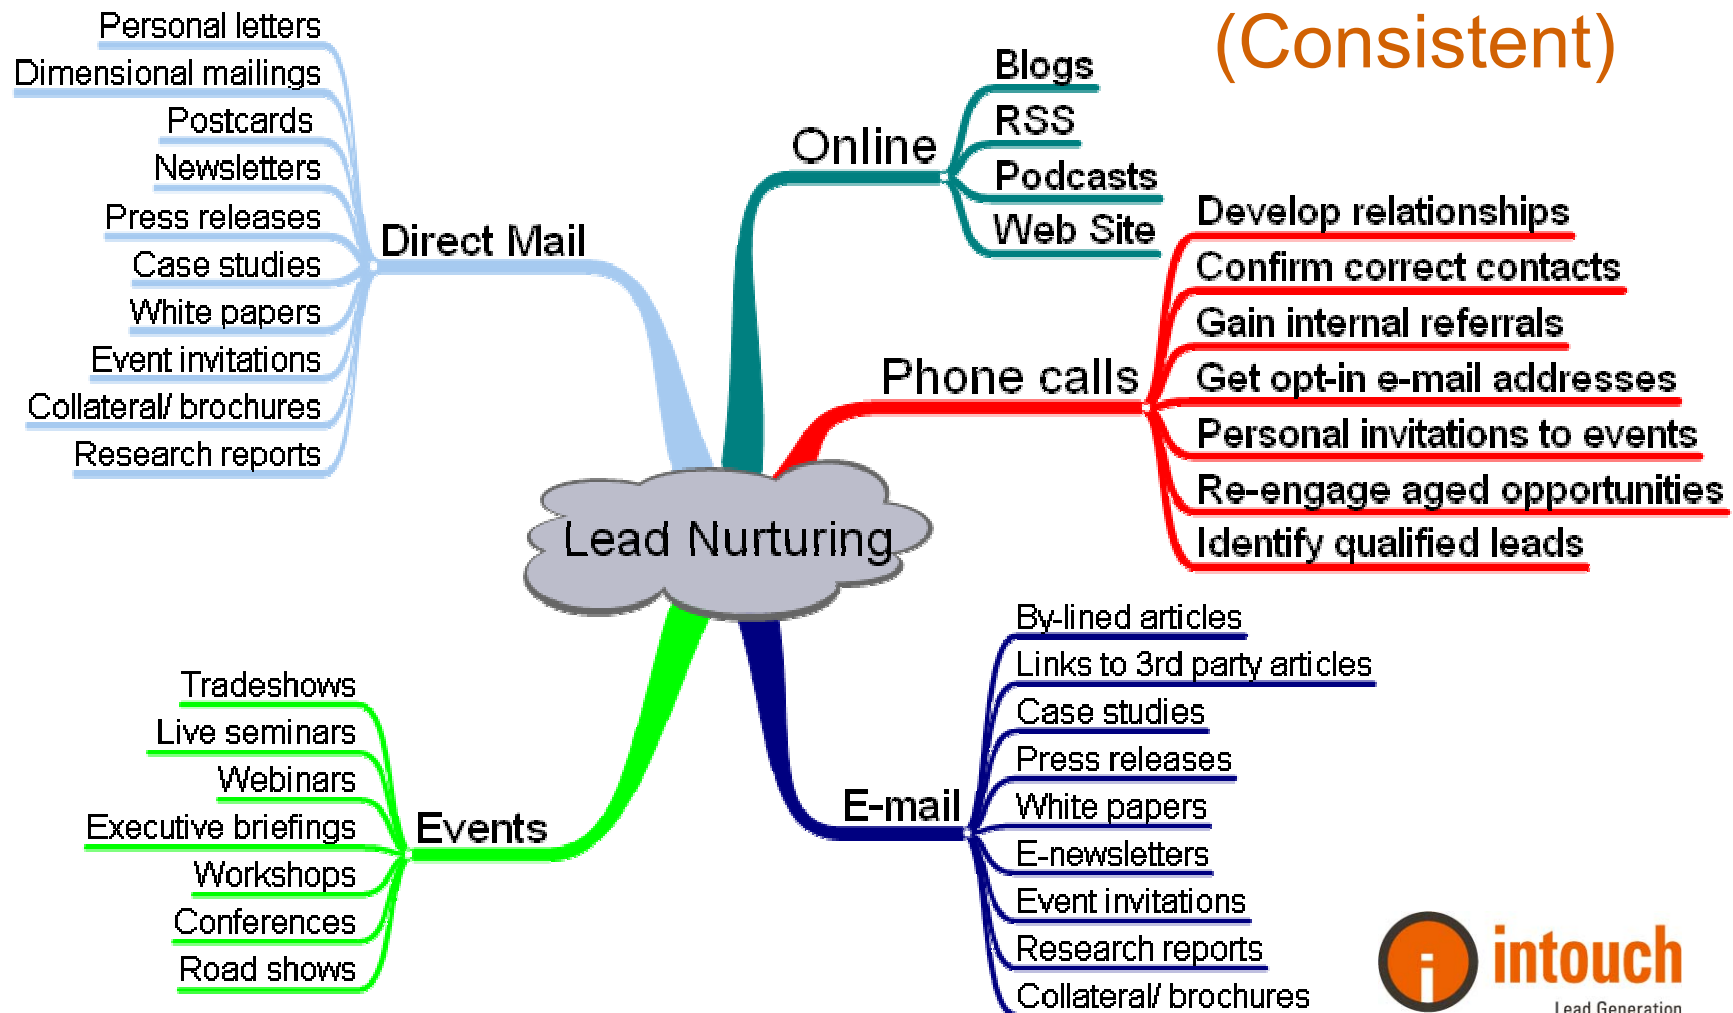 (Consistent)
Personal letters
Dimensional mailings
Postcards
Newsletters
Press releases
Case studies
White papers
Event invitations
Collateral/ brochures
Research reports
Direct Mail
Online
Blogs
RSS
Podcasts
Web Site
Phone calls
Develop relationships
Confirm correct contacts
Gain internal referrals
Get opt-in e-mail addresses
Personal invitations to events
Re-engage aged opportunities
Identify qualified leads
Lead Nurturing
Tradeshows
Live seminars
Webinars
Executive briefings
Workshops
Conferences
Road shows
Events
E-mail
By-lined articles
Links to 3rd party articles
Case studies
Press releases
White papers
E-newsletters
Event invitations
Research reports
Collateral/ brochures
i
intouch
Lead Generation